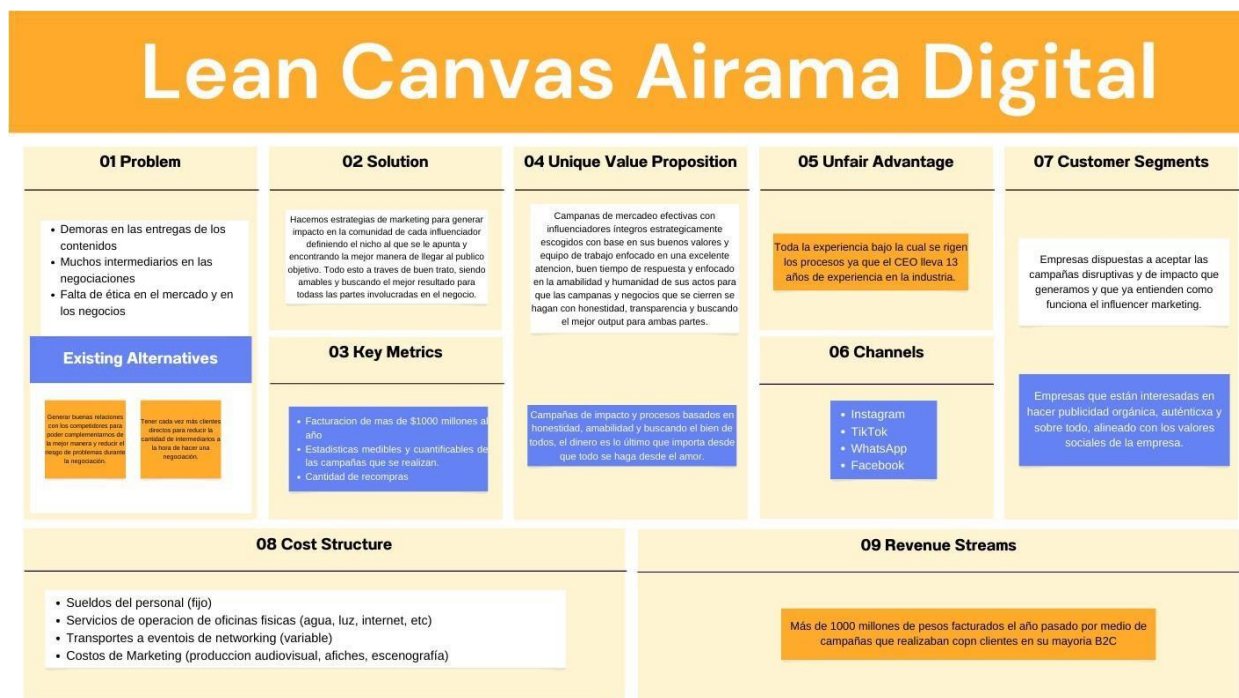 Lean Canvas Airama Digital
01 Problem
• Demoras en las entregas de los
contenidos
• Muchos intermediarios en las
negociaciones
• Falta de ética en el mercado y en
los negocios
Existing Alternatives
Generar buenas relaciones
con los competidores para
poder complementarnos de
la mejor manera y reducir el
riesgo de problemas durante
la negociación.
Tener cada vez más clientes
directos para reducir la
cantidad de intermediarios a
la hora de hacer una
negociación.
02 Solution
Hacemos estrategias de marketing para generar
impacto en la comunidad de cada influenciador
definiendo el nicho al que se le apunta y
encontrando la mejor manera de llegar al publico
objetivo. Todo esto a traves de buen trato, siendo
amables y buscando el mejor resultado para
todass las partes involucradas en el negocio.
03 Key Metrics
• Facturacion de mas de $1000 millones al
año
• Estadisticas medibles y cuantificables de
las campañas que se realizan.
• Cantidad de recompras
04 Unique Value Proposition
Campanas de mercadeo efectivas con
influenciadores íntegros estrategicamente
escogidos con base en sus buenos valores y
equipo de trabajo enfocado en una excelente
atencion, buen tiempo de respuesta y enfocado
en la amabilidad y humanidad de sus actos para
que las campanas y negocios que se cierren se
hagan con honestidad, transparencia y buscando
el mejor output para ambas partes.
Campañas de impacto y procesos basados en
honestidad, amabilidad y buscando el bien de
todos, el dinero es lo último que importa desde
que todo se haga desde el amor.
05 Unfair Advantage
Toda la experiencia bajo la cual se rigen
los procesos ya que el CEO lleva 13
años de experiencia en la industria.
06 Channels
• Instagram
• TikTok
• WhatsApp
• Facebook
07 Customer Segments
Empresas dispuestas a aceptar las
campañas disruptivas y de impacto que
generamos y que ya entienden como
funciona el influencer marketing.
Empresas que están interesadas en
hacer publicidad orgánica, auténticxa y
sobre todo, alineado con los valores
sociales de la empresa.
08 Cost Structure
• Sueldos del personal (fijo)
• Servicios de operacion de oficinas fisicas (agua, luz, internet, etc)
• Transportes a eventois de networking (variable)
• Costos de Marketing (produccion audiovisual, afiches, escenografía)
09 Revenue Streams
Más de 1000 millones de pesos facturados el año pasado por medio de
campañas que realizaban copn clientes en su mayoria B2C